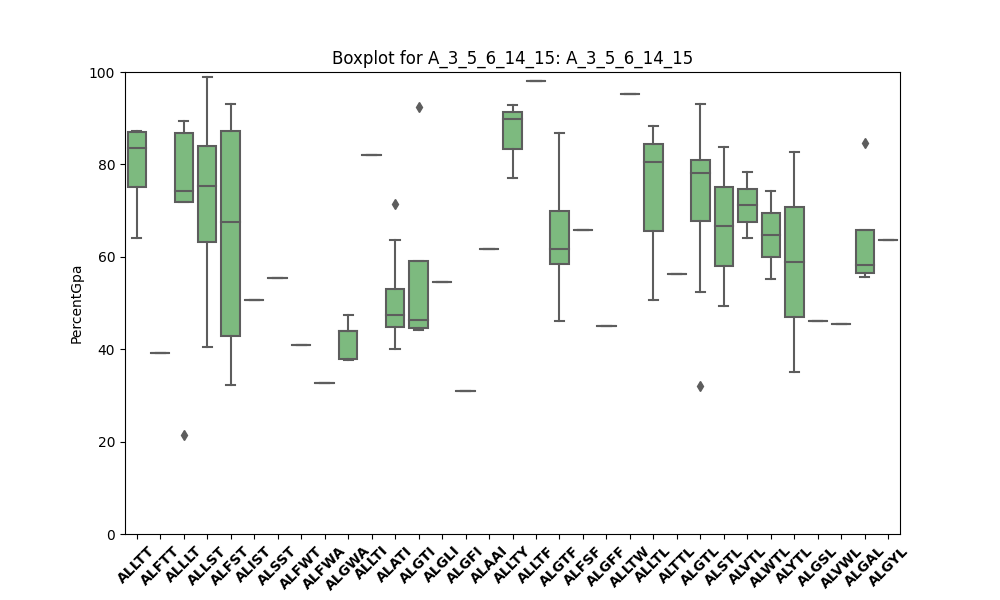 Boxplot for A_3_5_6_14_15: A_3_5_6_14_15
PercentGpa
100
80
60
40
20
0
ALLTT
ALFTT
ALLLT
ALLST
ALFST
ALIST
ALSST
ALFWT
ALFWA
ALGWA
ALLTI
ALATI
ALGTI
ALGLI
ALGFI
ALAAI
ALLTY
ALLTF
ALGTF
ALFSF
ALGFF
ALLTW
ALLTL
ALTTL
ALGTL
ALSTL
ALVTL
ALWTL
ALYTL
ALGSL
ALVWL
ALGAL
ALGYL